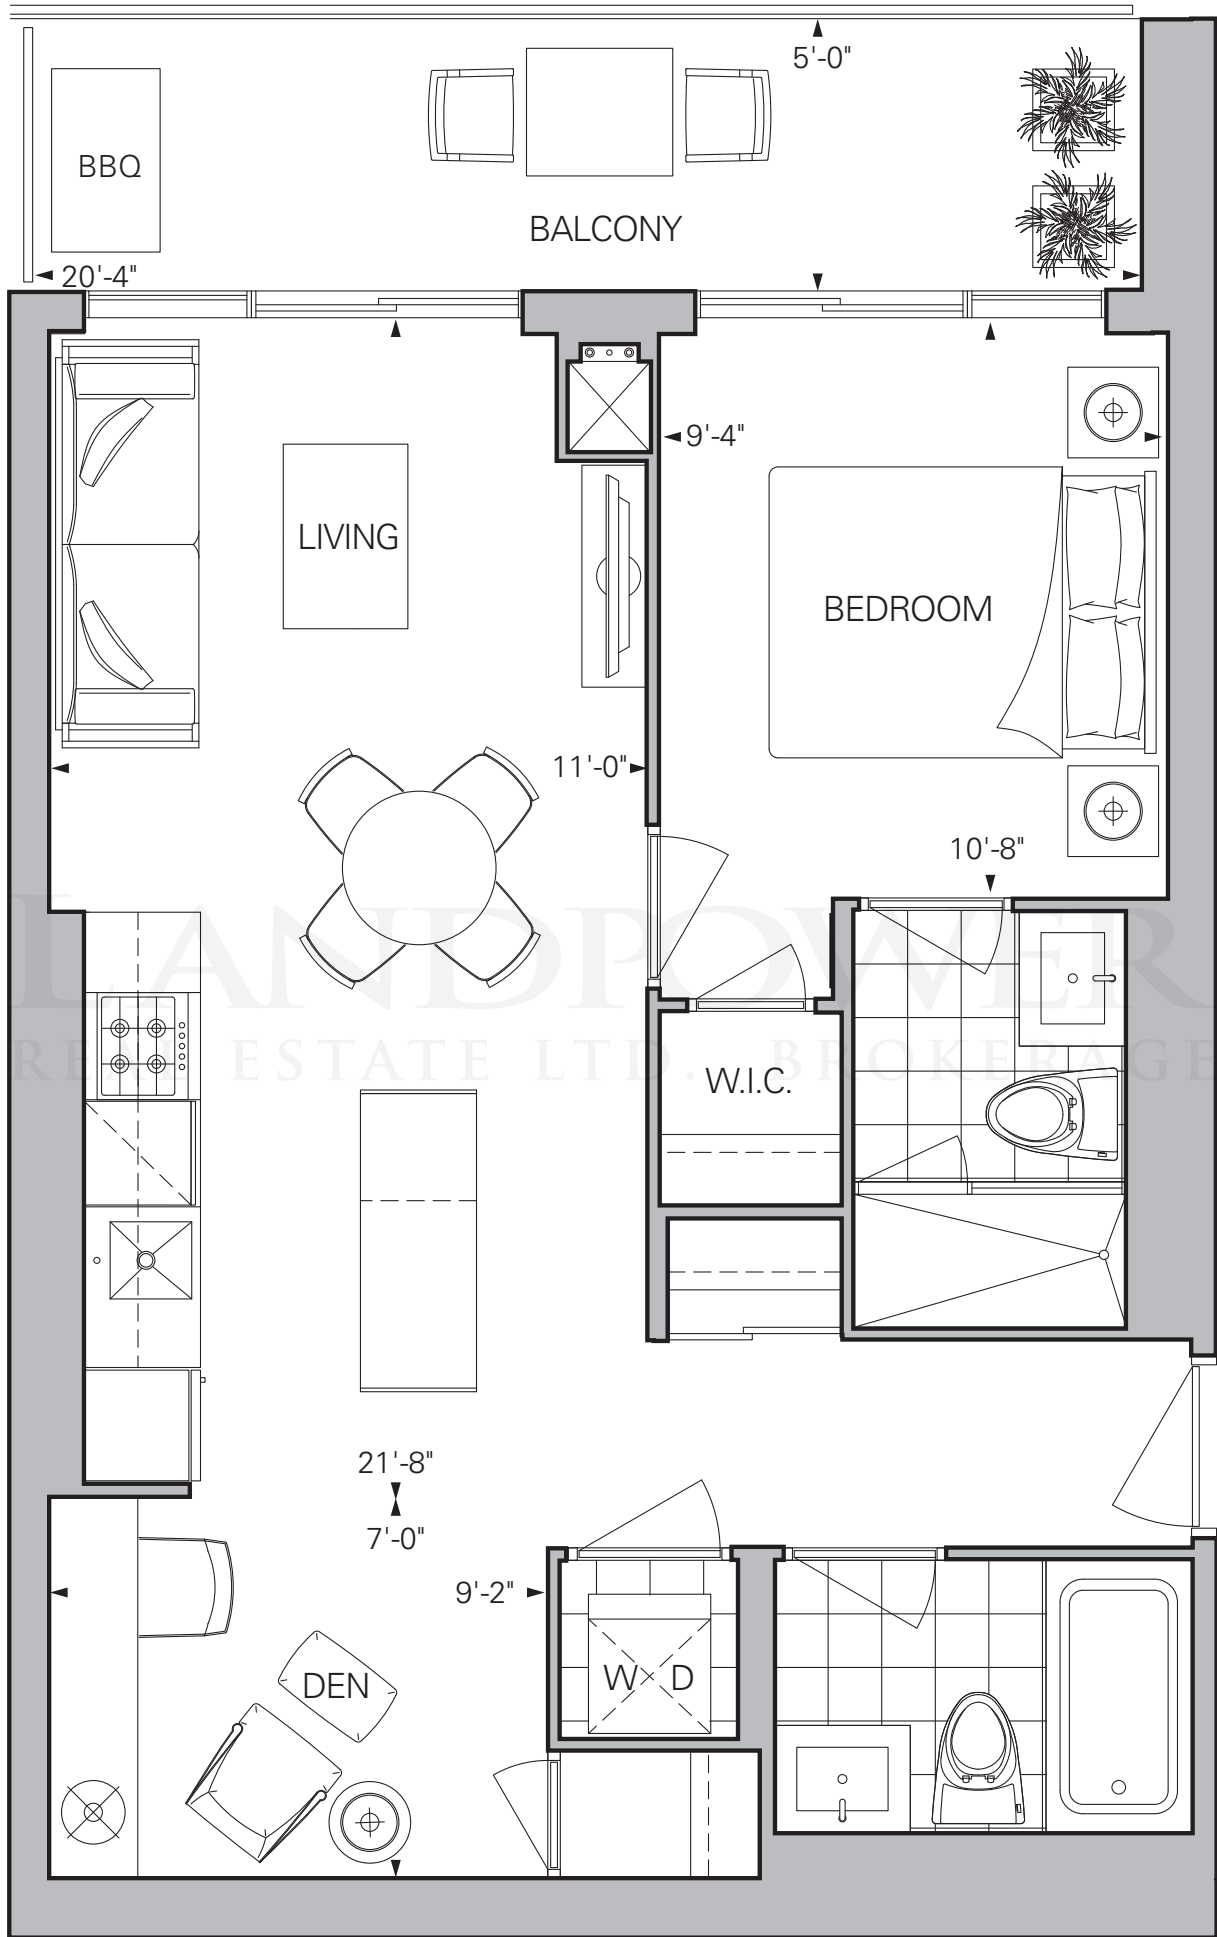 5'-0"
BBQ
BALCONY
20'-4"
9'-4"
LIVING
BEDROOM
11'-0"
10'-8"
LANDPOWER
REAL ESTATE LTD. BROKERAGE
W.I.C.
21'-8"
7'-0"
9'-2"
W D
DEN